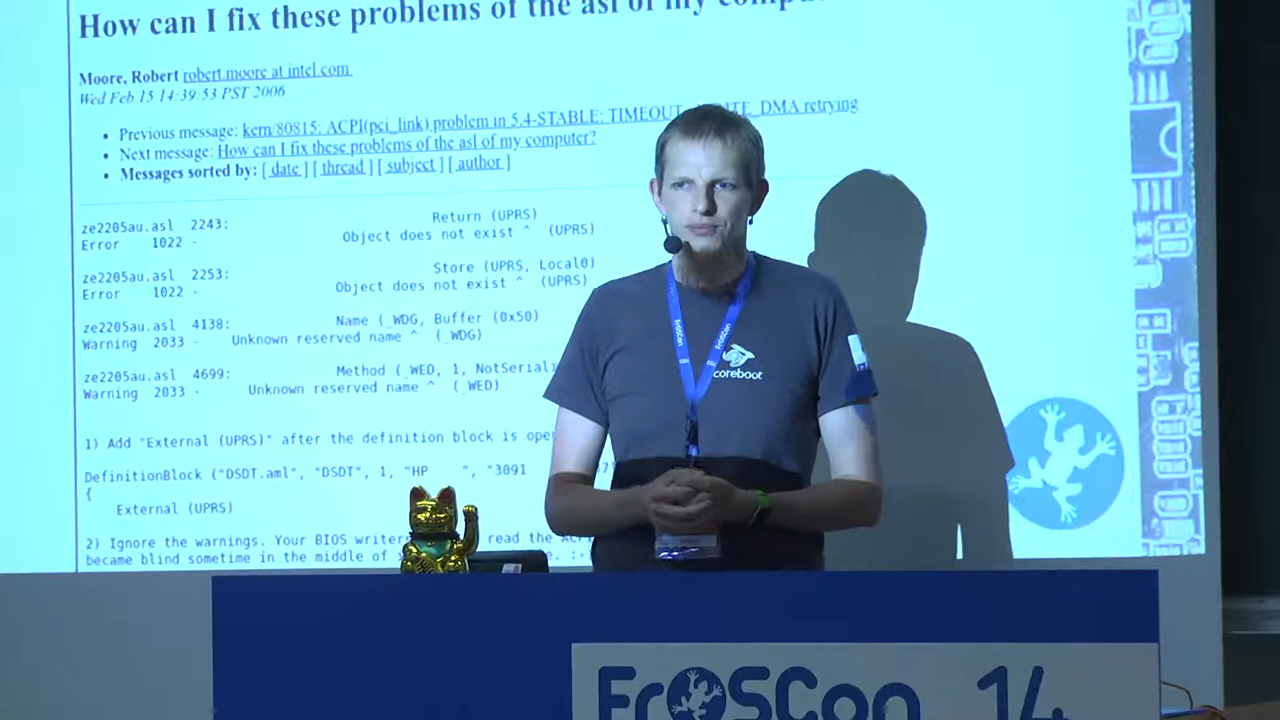 How can I fix these problems of the asl of my
Moore, Robert robert.moore at intel.com
Wed Feb 15 14:39:53 PST 2006
• Previous message: kern/80815: ACPI(pci_link) problem in 5.4-STABLE: TIMEOUT - _DMA retrying
• Next message: How can I fix these problems of the asl of my computer?
• Messages sorted by: [ date ] [ thread ] [ subject ] [ author ]
ze2205au.asl 2243: Return (UPRS)
Error 1022 - Object does not exist ^ (UPRS)
ze2205au.asl 2253: Store (UPRS, Local0)
Error 1022 - Object does not exist ^ (UPRS)
ze2205au.asl 4138: Name (_WDG, Buffer (0x50)
Warning 2033 - Unknown reserved name ^ (_WDG)
ze2205au.asl 4699: Method (_WED, 1, NotSeriali
Warning 2033 - Unknown reserved name ^ (_WED)
1) Add "External (UPRS)" after the definition block is ope
DefinitionBlock ("DSDT.aml", "DSDT", 1, "HP ", "3091
{
External (UPRS)
2) Ignore the warnings. Your BIOS writer read the
became blind sometime in the middle of
FrOSCon
FrOSCon
coreboot
FrOSCon 14